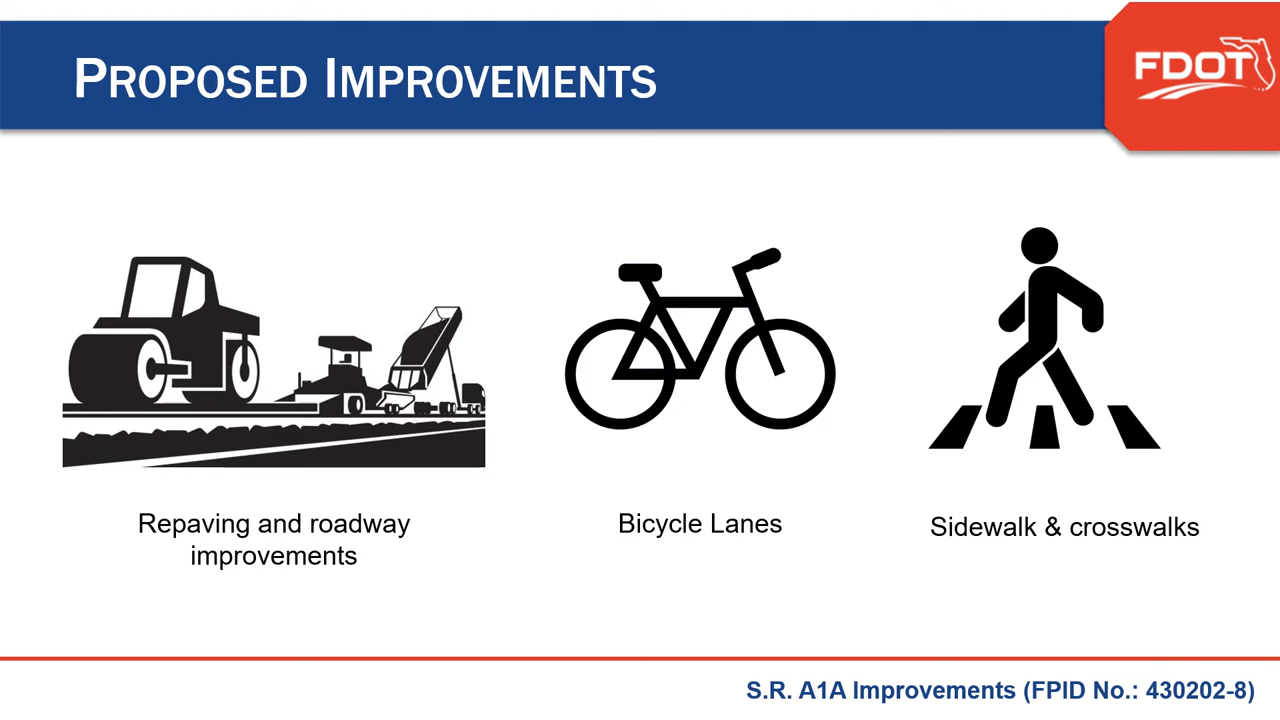 PROPOSED IMPROVEMENTS
FDOT
Repaving and roadway
improvements
Bicycle Lanes
Sidewalk & crosswalks
S.R. A1A Improvements (FPID No.: 430202-8)